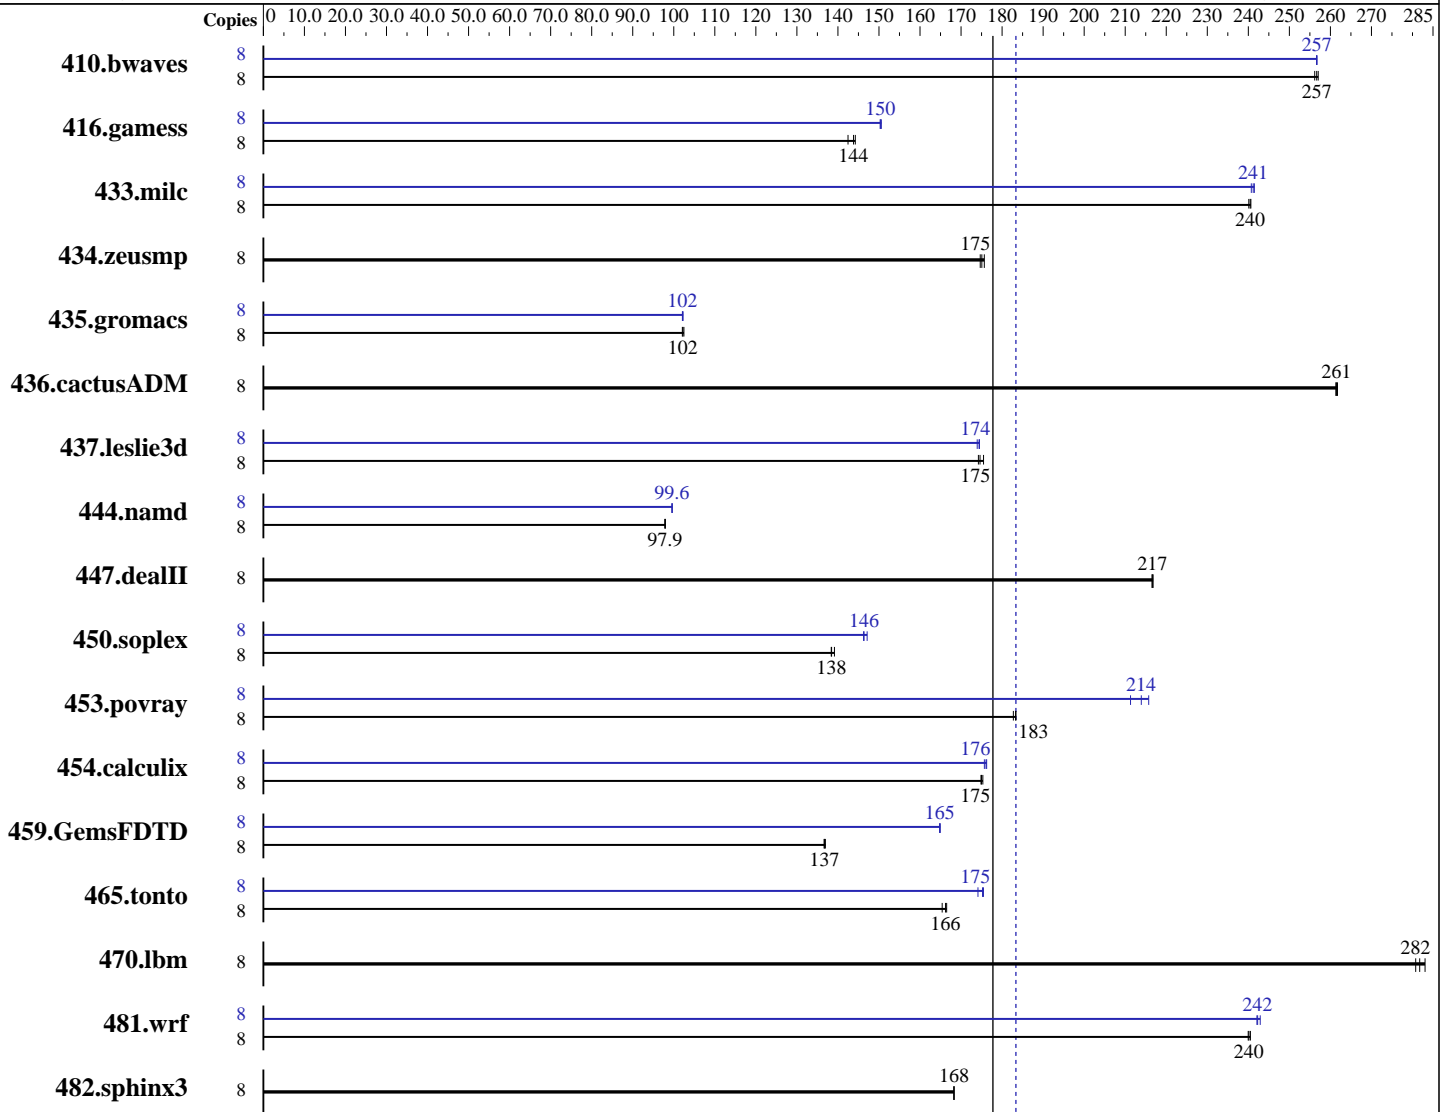 Copies 0 10.0 20.0 30.0 40.0 50.0 60.0 70.0 80.0 90.0 100 110 120 130 140 150 160 170 180 190 200 210 220 230 240 250 260 270 285
410.bwaves 8 257
8 257
416.gamess 8 150
8 144
433.milc 8 241
8 240
434.zeusmp 8 175
435.gromacs 8 102
8 102
436.cactusADM 8 261
437.leslie3d 8 174
8 175
444.namd 8 99.6
8 97.9
447.dealII 8 217
450.soplex 8 146
8 138
453.povray 8 214
8 183
454.calculix 8 176
8 175
459.GemsFDTD 8 165
8 137
465.tonto 8 175
8 166
470.lbm 8 282
481.wrf 8 242
8 240
482.sphinx3 8 168